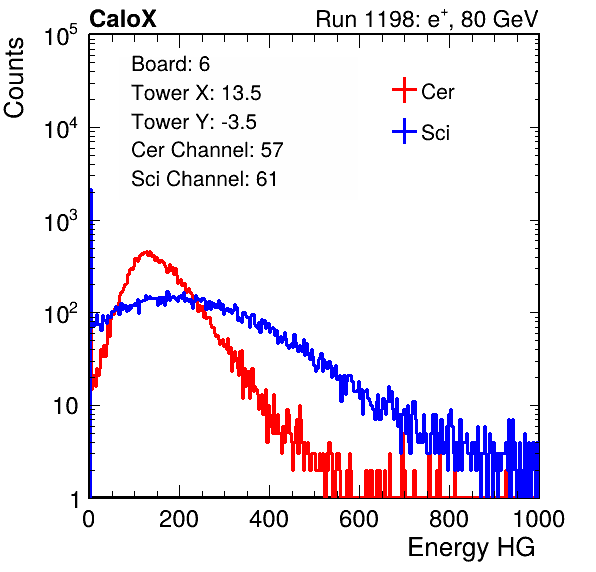 CaloX Run 1198: e⁺, 80 GeV
Counts
10⁵
10⁴
10³
10²
10
1
Board: 6
Tower X: 13.5
Tower Y: -3.5
Cer Channel: 57
Sci Channel: 61
Cer
Sci
0 200 400 600 800 1000
Energy HG